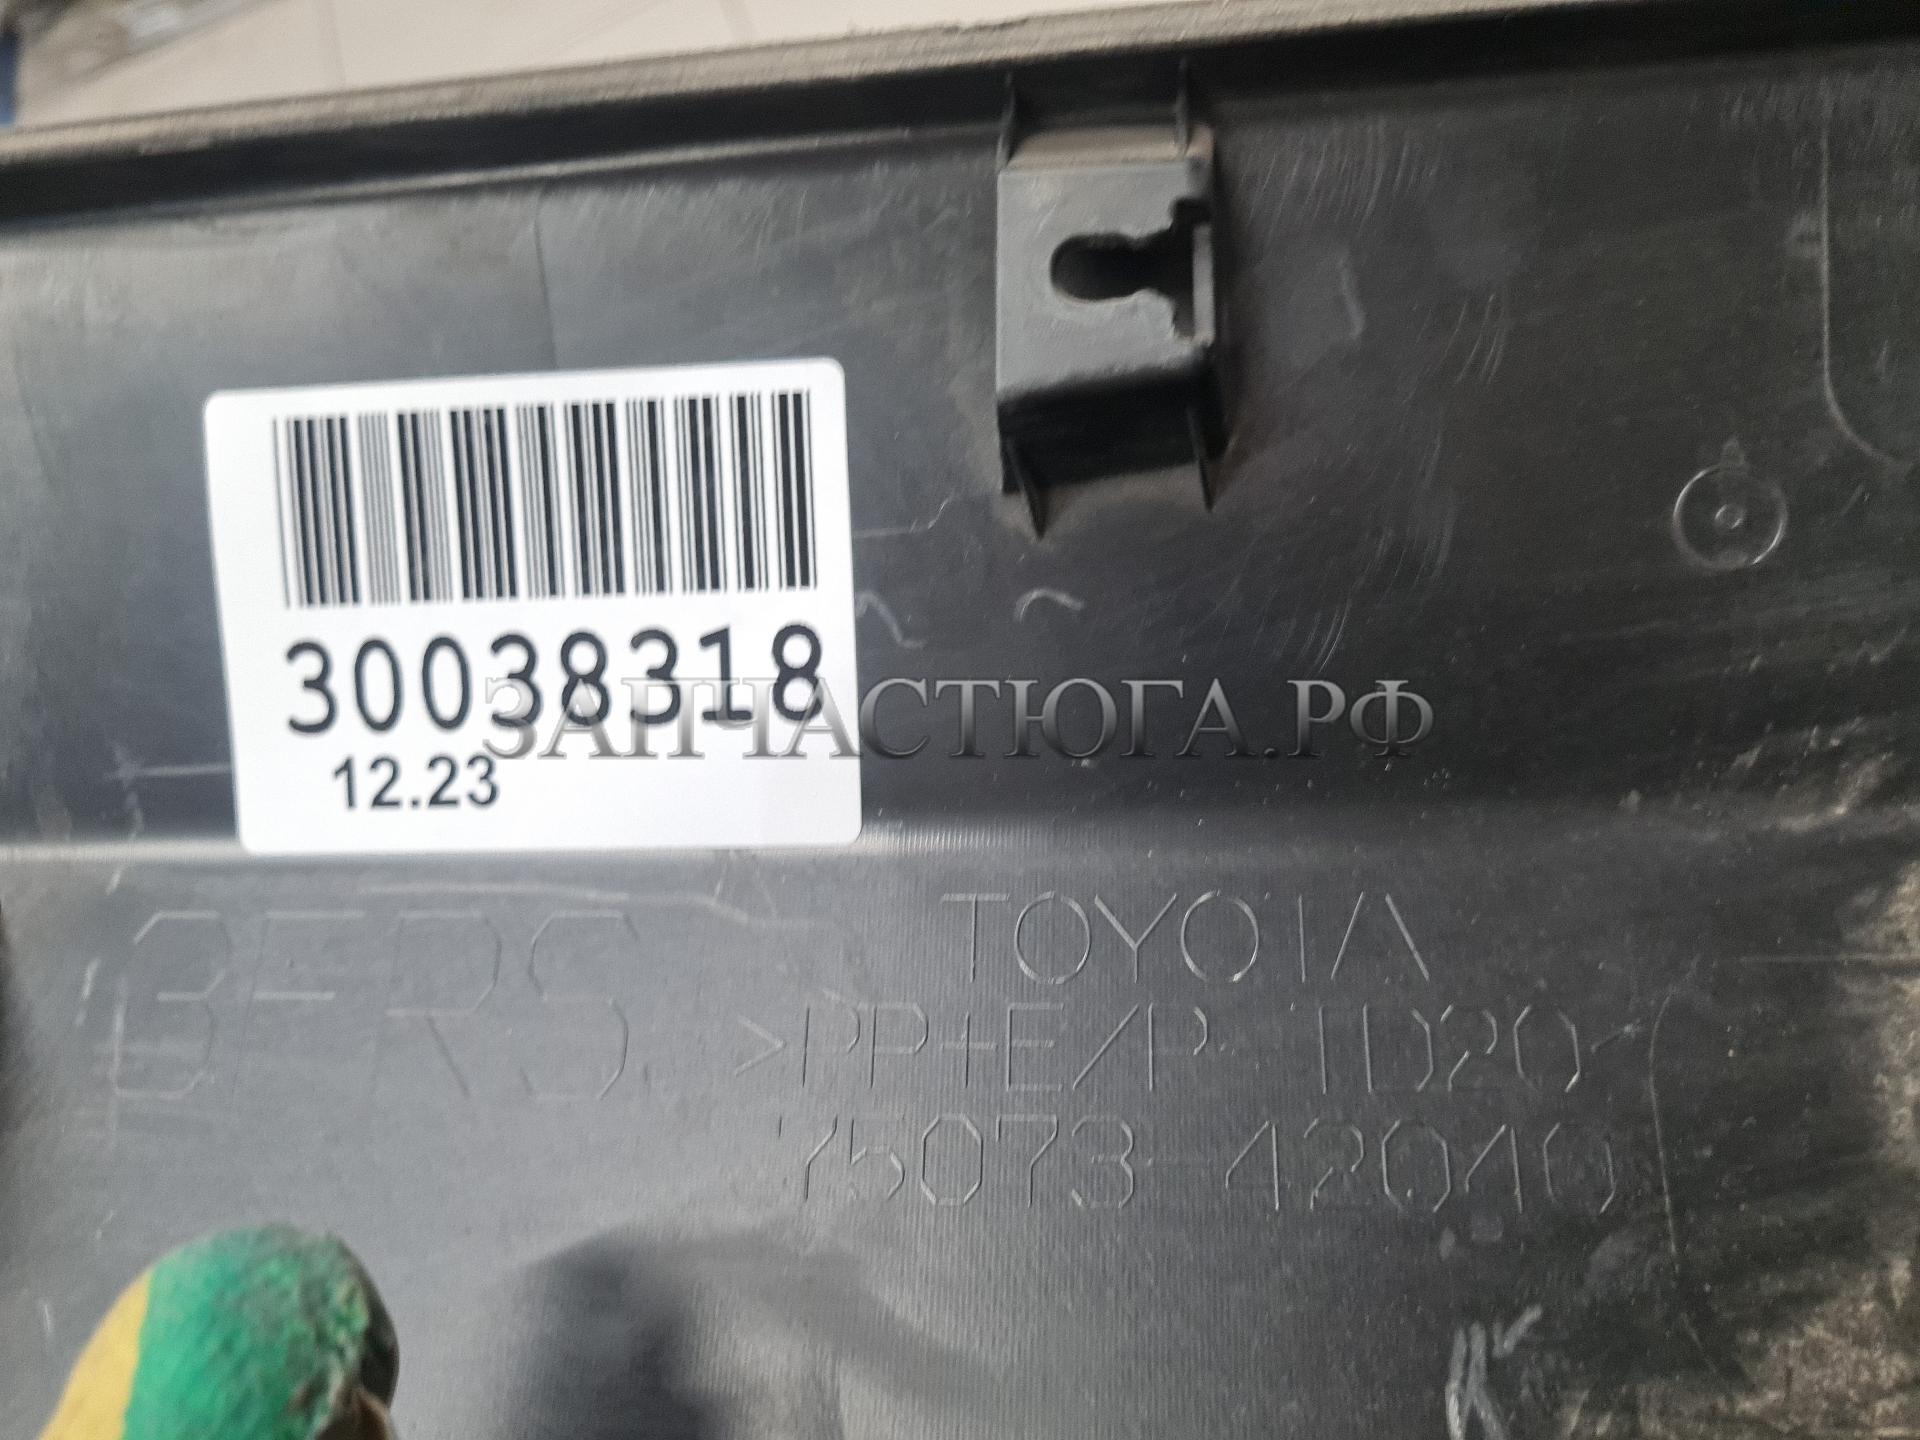 30038318
12.23
ЗАПЧАСТЮГА.РФ
TOYOTA
>PP+E/P-TD20<
75073-42040